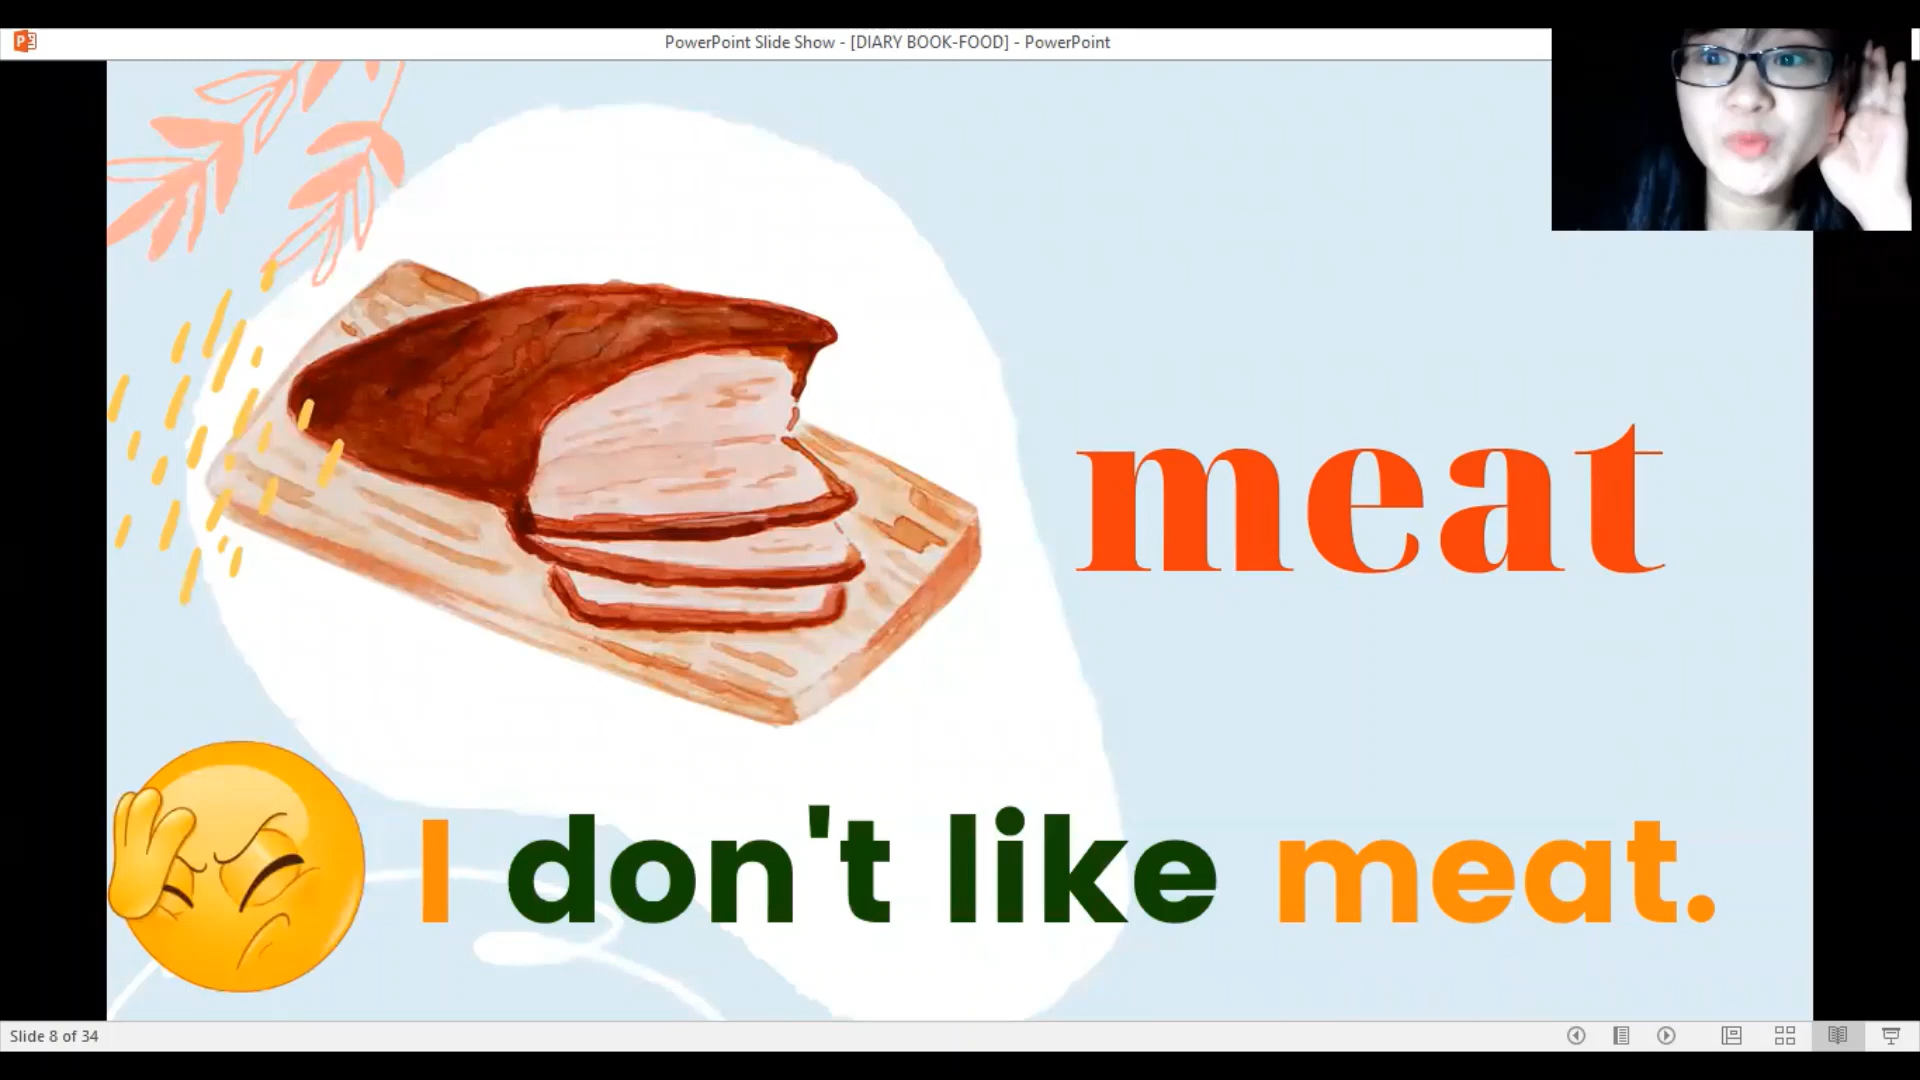 PowerPoint Slide Show - [DIARY BOOK-FOOD] - PowerPoint
meat
I don't like meat.
Slide 8 of 34